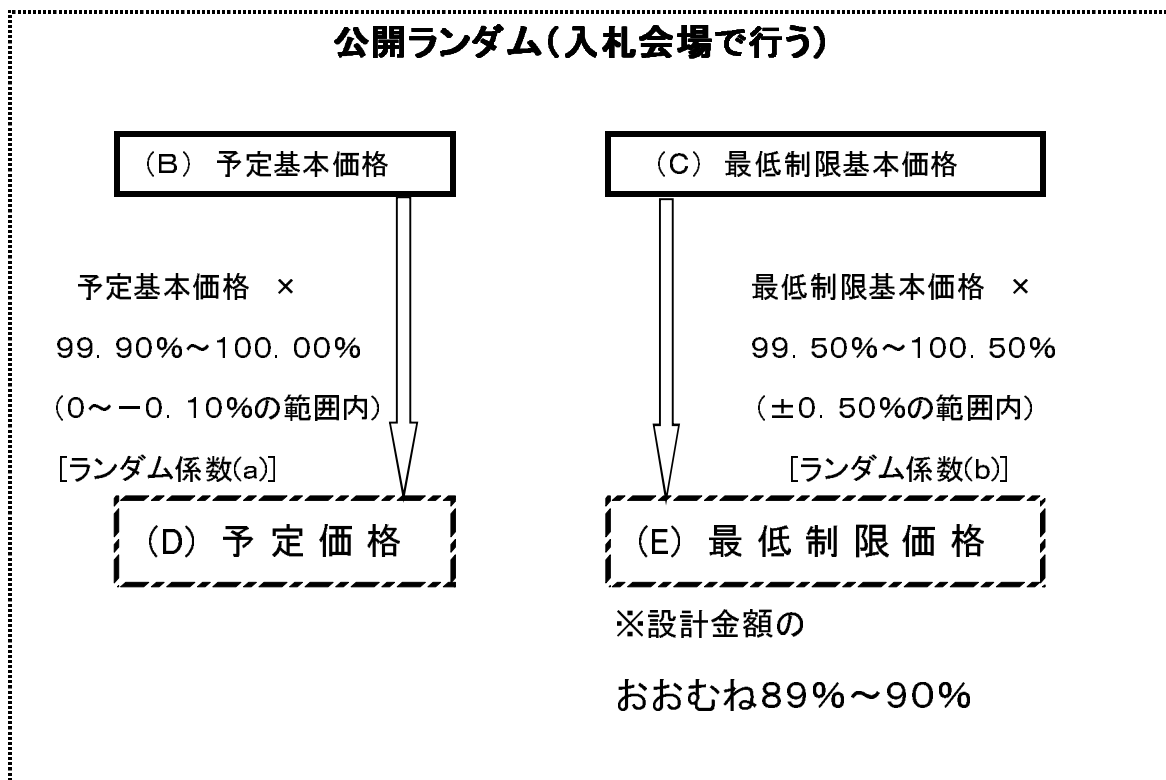 公開ランダム（入札会場で行う）
（Ｂ） 予定基本価格
（Ｃ） 最低制限基本価格
予定基本価格　×
９９．９０％～１００．００％
（０～－０．１０％の範囲内）
[ランダム係数(a)]
最低制限基本価格　×
９９．５０％～１００．５０％
（±０．５０％の範囲内）
[ランダム係数(b)]
（D） 予 定 価 格
（E） 最 低 制 限 価 格
※設計金額の
おおむね８９％～９０％